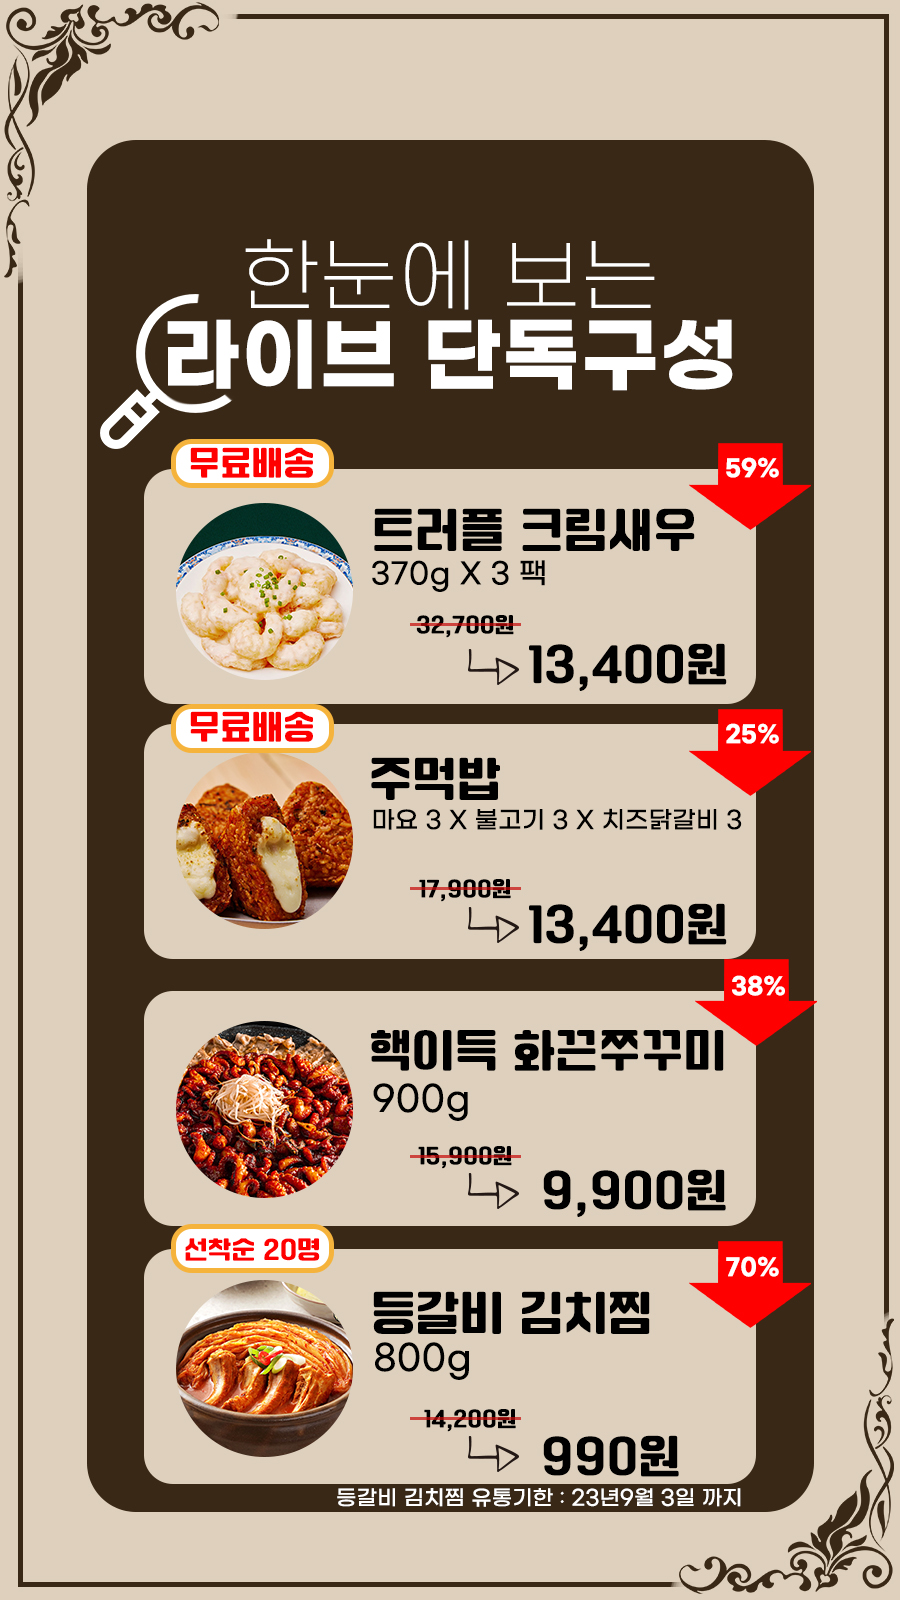 한눈에 보는
라이브 단독구성
무료배송
59%
트러플 크림새우
370g X 3 팩
32,700원
13,400원
무료배송
25%
주먹밥
마요 3 X 불고기 3 X 치즈닭갈비 3
17,900원
13,400원
38%
핵이득 화끈쭈꾸미
900g
15,900원
9,900원
선착순 20명
70%
등갈비 김치찜
800g
14,200원
990원
등갈비 김치찜 유통기한 : 23년9월 3일 까지